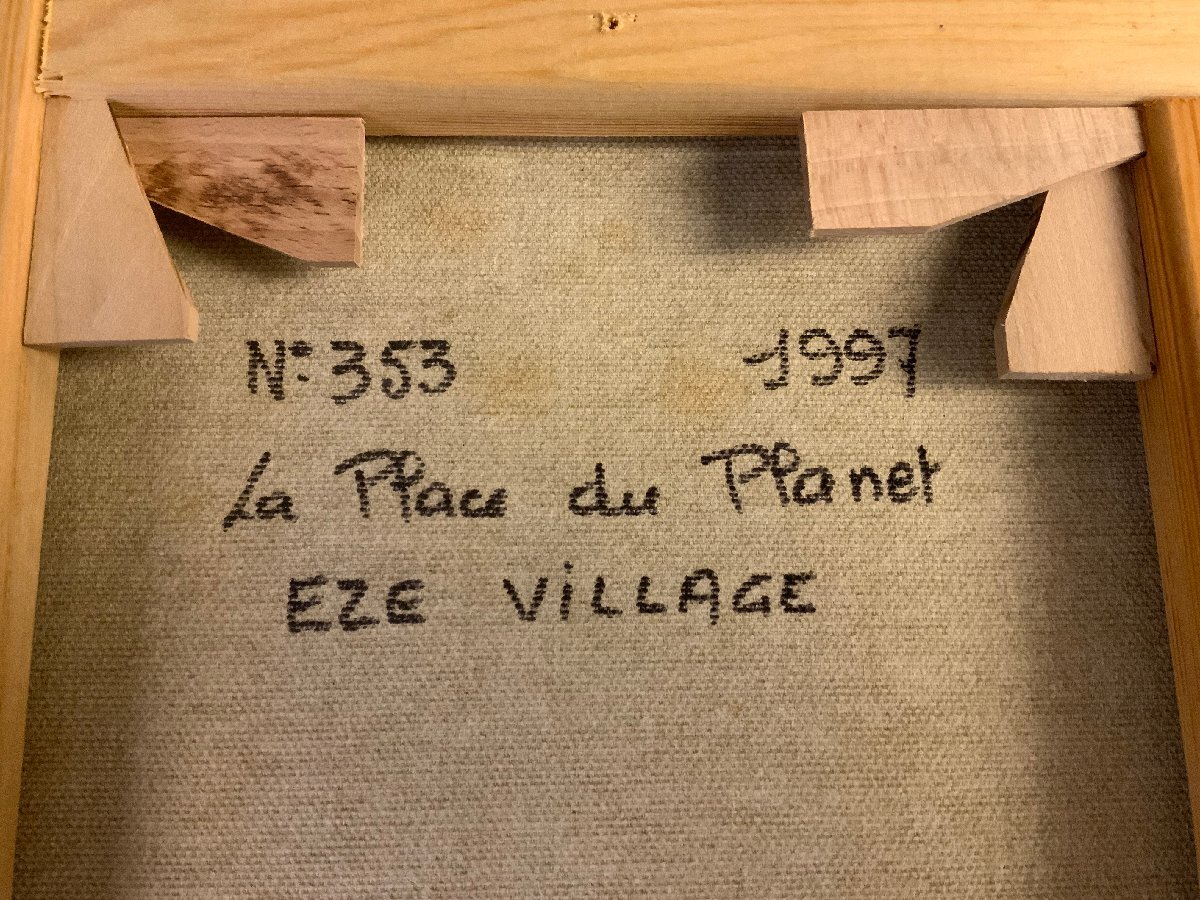 N°: 353 1997
La Place du Planet
EZE VILLAGE